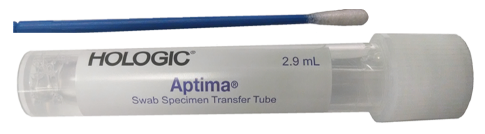 HOLOGIC®
Aptima®
2.9 mL
Swab Specimen Transfer Tube